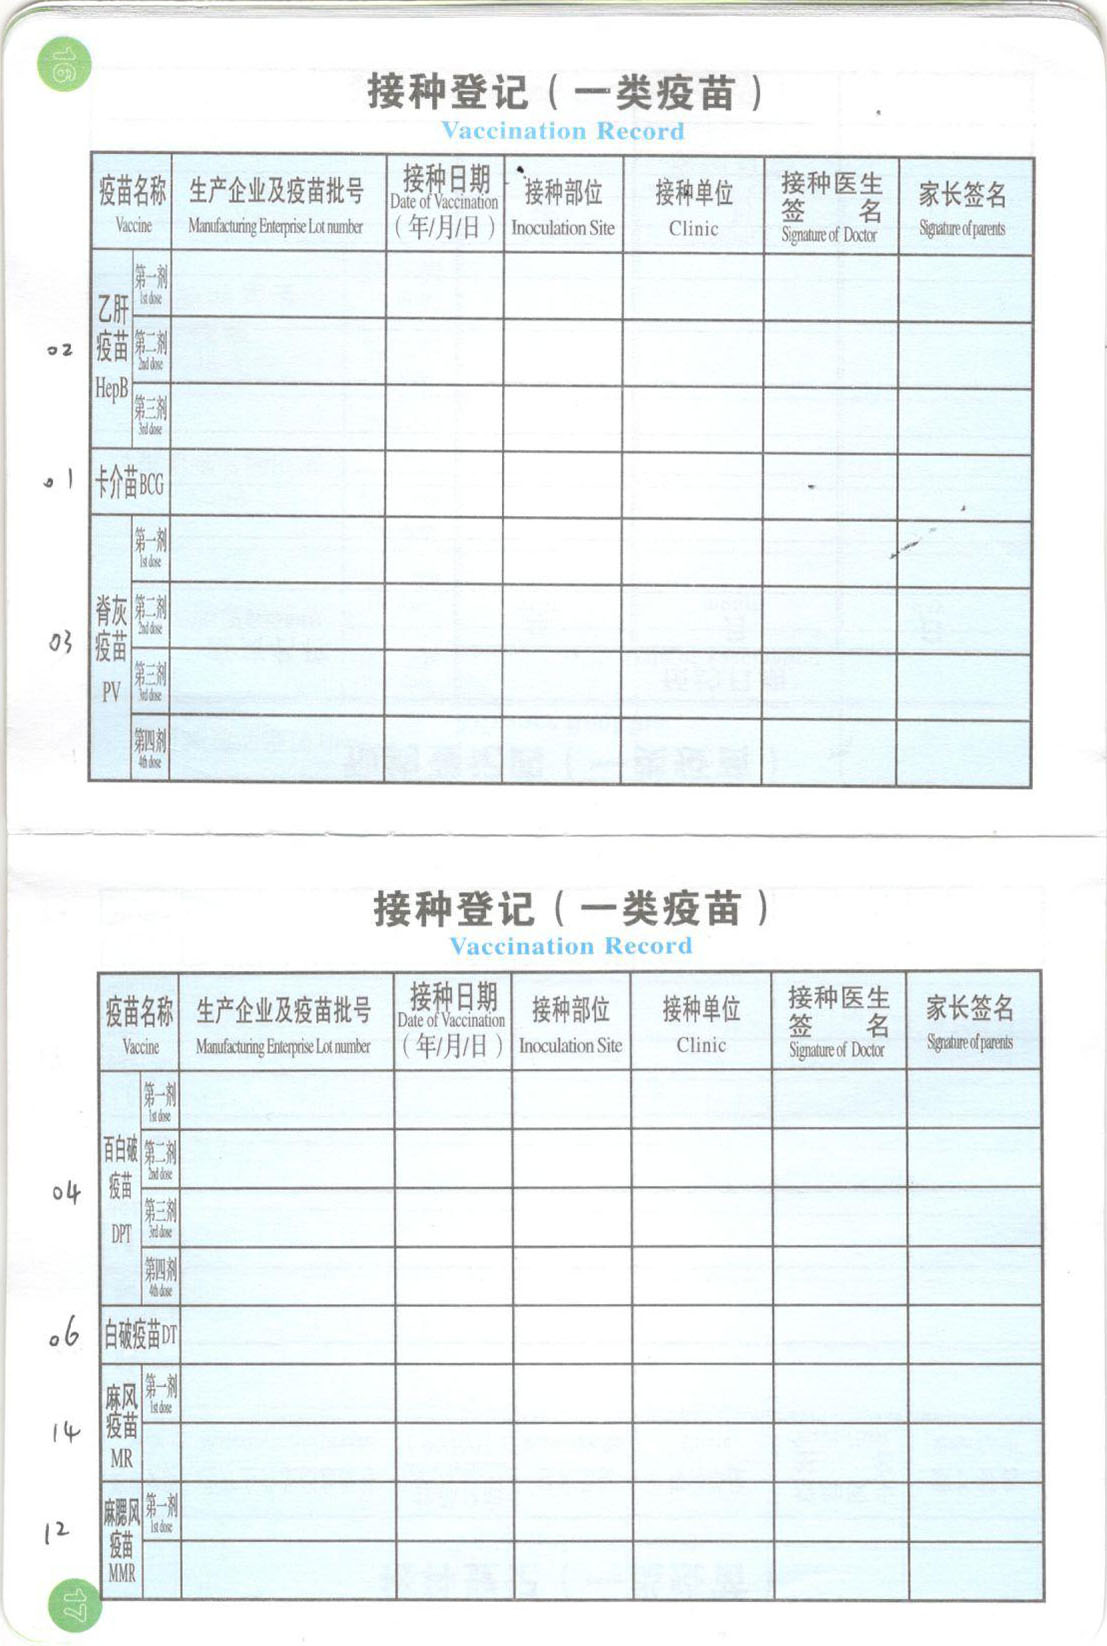 16
接种登记（一类疫苗）
Vaccination Record
疫苗名称 生产企业及疫苗批号 接种日期 接种部位 接种单位 接种医生 家长签名
Vaccine Manufacturing Enterprise Lot number Date of Vaccination Inoculation Site Clinic 签 名 Signature of parents
（年/月/日） Signature of Doctor
第一剂
1st dose
乙肝
02 疫苗 第二剂
2nd dose
HepB
第三剂
3rd dose
01 卡介苗BCG
第一剂
1st dose
脊灰 第二剂
2nd dose
03 疫苗
第三剂
PV 3rd dose
第四剂
4th dose
接种登记（一类疫苗）
Vaccination Record
疫苗名称 生产企业及疫苗批号 接种日期 接种部位 接种单位 接种医生 家长签名
Vaccine Manufacturing Enterprise Lot number Date of Vaccination Inoculation Site Clinic 签 名 Signature of parents
（年/月/日） Signature of Doctor
第一剂
1st dose
百白破 第二剂
2nd dose
04 疫苗
第三剂
DPT 3rd dose
第四剂
4th dose
06 白破疫苗DT
麻风 第一剂
1st dose
14 疫苗
MR
麻腮风 第一剂
1st dose
12 疫苗
MMR
17